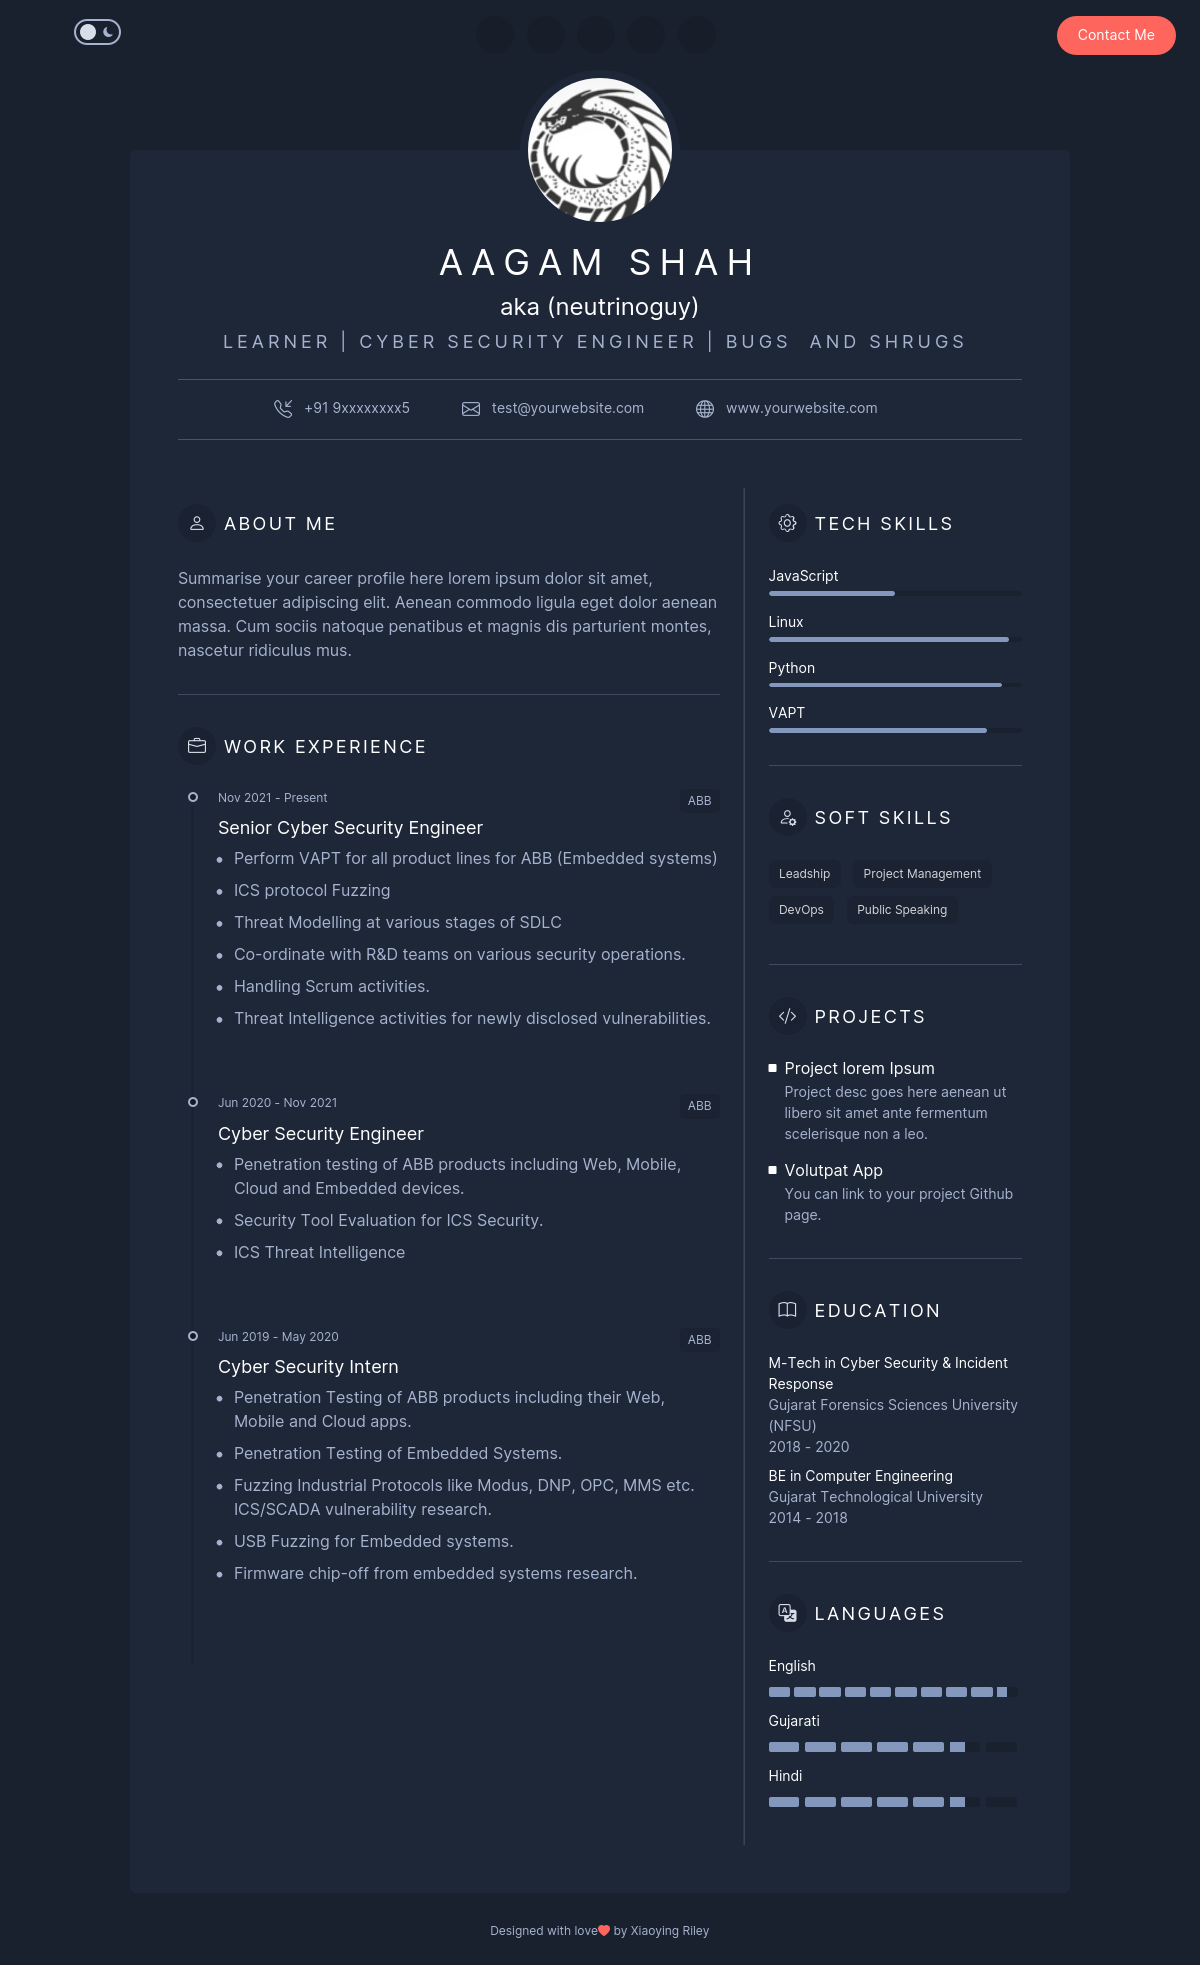 Contact Me
AAGAM SHAH
aka (neutrinoguy)
LEARNER | CYBER SECURITY ENGINEER | BUGS AND SHRUGS
+91 9xxxxxxxx5
test@yourwebsite.com
www.yourwebsite.com
ABOUT ME
Summarise your career profile here lorem ipsum dolor sit amet,
consectetuer adipiscing elit. Aenean commodo ligula eget dolor aenean
massa. Cum sociis natoque penatibus et magnis dis parturient montes,
nascetur ridiculus mus.
WORK EXPERIENCE
Nov 2021 - Present
ABB
Senior Cyber Security Engineer
Perform VAPT for all product lines for ABB (Embedded systems)
ICS protocol Fuzzing
Threat Modelling at various stages of SDLC
Co-ordinate with R&D teams on various security operations.
Handling Scrum activities.
Threat Intelligence activities for newly disclosed vulnerabilities.
Jun 2020 - Nov 2021
ABB
Cyber Security Engineer
Penetration testing of ABB products including Web, Mobile,
Cloud and Embedded devices.
Security Tool Evaluation for ICS Security.
ICS Threat Intelligence
Jun 2019 - May 2020
ABB
Cyber Security Intern
Penetration Testing of ABB products including their Web,
Mobile and Cloud apps.
Penetration Testing of Embedded Systems.
Fuzzing Industrial Protocols like Modus, DNP, OPC, MMS etc.
ICS/SCADA vulnerability research.
USB Fuzzing for Embedded systems.
Firmware chip-off from embedded systems research.
TECH SKILLS
JavaScript
Linux
Python
VAPT
SOFT SKILLS
Leadship
Project Management
DevOps
Public Speaking
PROJECTS
Project lorem Ipsum
Project desc goes here aenean ut
libero sit amet ante fermentum
scelerisque non a leo.
Volutpat App
You can link to your project Github
page.
EDUCATION
M-Tech in Cyber Security & Incident
Response
Gujarat Forensics Sciences University
(NFSU)
2018 - 2020
BE in Computer Engineering
Gujarat Technological University
2014 - 2018
LANGUAGES
English
Gujarati
Hindi
Designed with love by Xiaoying Riley